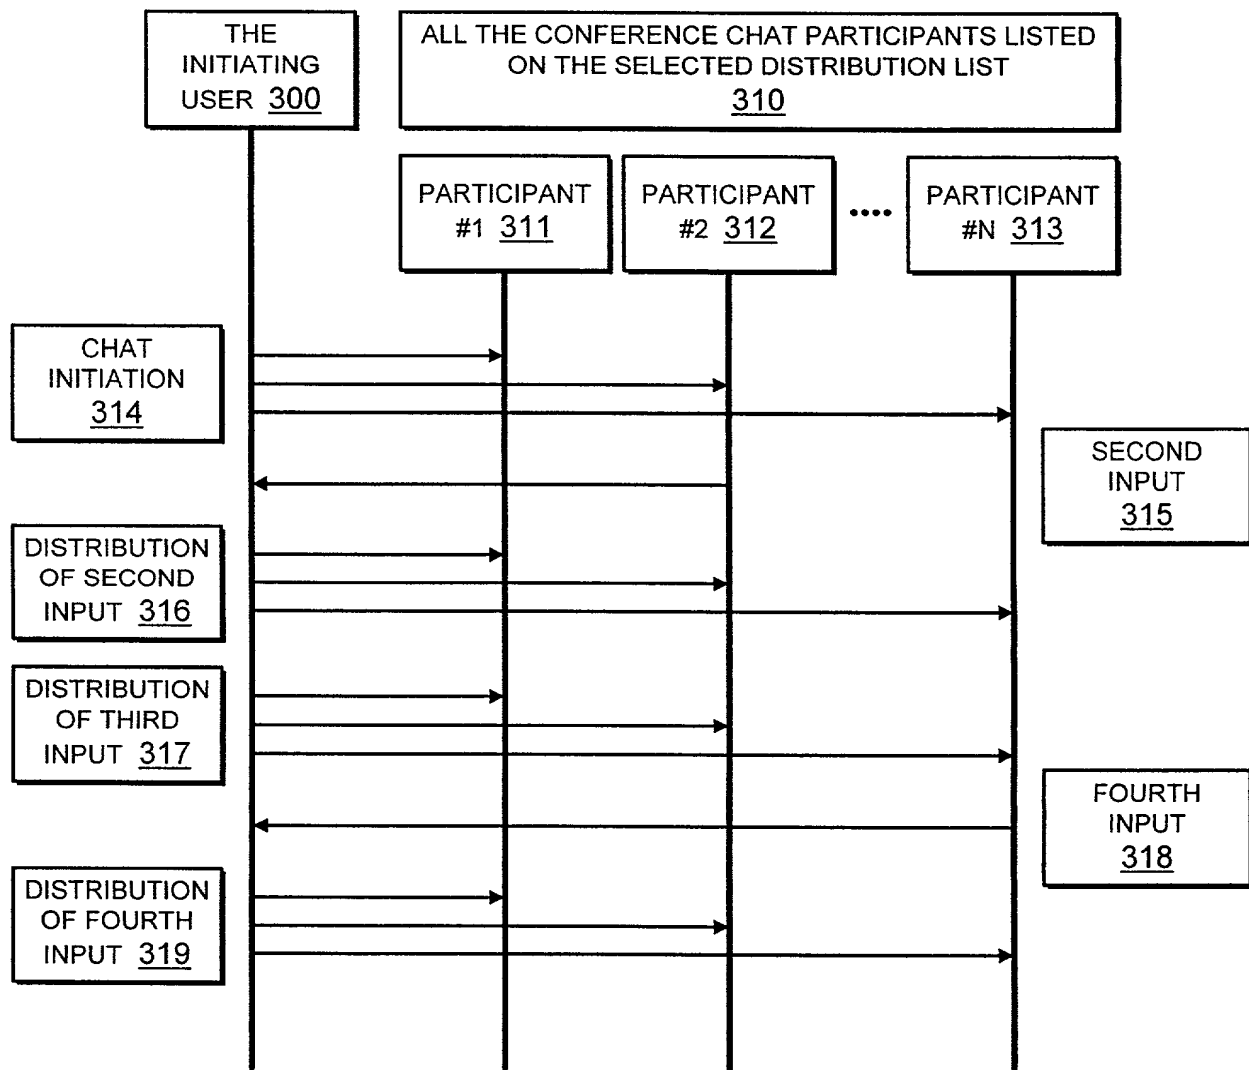 THE
INITIATING
USER 300
ALL THE CONFERENCE CHAT PARTICIPANTS LISTED
ON THE SELECTED DISTRIBUTION LIST
310
PARTICIPANT
#1 311
PARTICIPANT
#2 312
....
PARTICIPANT
#N 313
CHAT
INITIATION
314
SECOND
INPUT
315
DISTRIBUTION
OF SECOND
INPUT 316
DISTRIBUTION
OF THIRD
INPUT 317
FOURTH
INPUT
318
DISTRIBUTION
OF FOURTH
INPUT 319